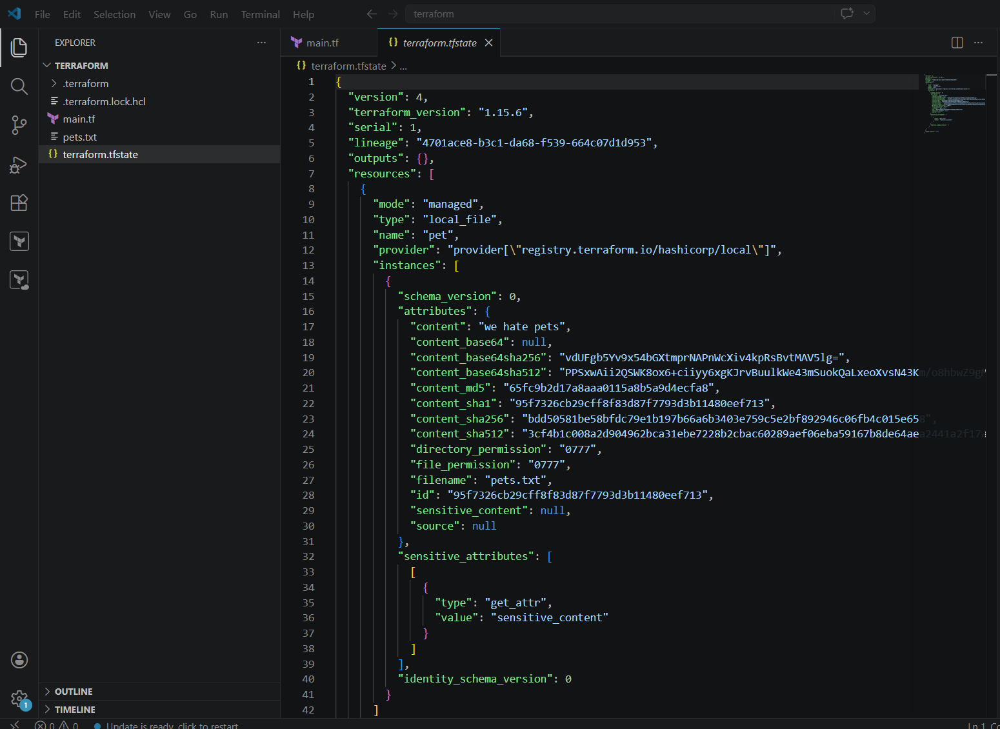 File Edit Selection View Go Run Terminal Help
terraform
EXPLORER
TERRAFORM
.terraform
.terraform.lock.hcl
main.tf
pets.txt
terraform.tfstate
OUTLINE
TIMELINE
main.tf
terraform.tfstate
terraform.tfstate > ...
1 {
2 "version": 4,
3 "terraform_version": "1.15.6",
4 "serial": 1,
5 "lineage": "4701ace8-b3c1-da68-f539-664c07d1d953",
6 "outputs": {},
7 "resources": [
8 {
9 "mode": "managed",
10 "type": "local_file",
11 "name": "pet",
12 "provider": "provider[\"registry.terraform.io/hashicorp/local\"]",
13 "instances": [
14 {
15 "schema_version": 0,
16 "attributes": {
17 "content": "we hate pets",
18 "content_base64": null,
19 "content_base64sha256": "vdUFgb5Yv9x54bGXtmprNAPnWcXiv4kpRsBvtMAV5lg=",
20 "content_base64sha512": "PPSxwAii2QSWK8ox6+ciiyy6xgKJrvBuulkWe43mSuokQaLxeoXvsN43Km/o8hbwZ9g
21 "content_md5": "65fc9b2d17a8aaa0115a8b5a9d4ecfa8",
22 "content_sha1": "95f7326cb29cff8f83d87f7793d3b11480eef713",
23 "content_sha256": "bdd50581be58bfdc79e1b197b66a6b3403e759c5e2bf892946c06fb4c015e658",
24 "content_sha512": "3cf4b1c008a2d904962bca31ebe7228b2cbac60289aef06eba59167b8de64aea2441a2f17a
25 "directory_permission": "0777",
26 "file_permission": "0777",
27 "filename": "pets.txt",
28 "id": "95f7326cb29cff8f83d87f7793d3b11480eef713",
29 "sensitive_content": null,
30 "source": null
31 },
32 "sensitive_attributes": [
33 [
34 {
35 "type": "get_attr",
36 "value": "sensitive_content"
37 }
38 ]
39 ],
40 "identity_schema_version": 0
41 }
42 ]
1
0 0 Update is ready, click to restart.
Ln 1,